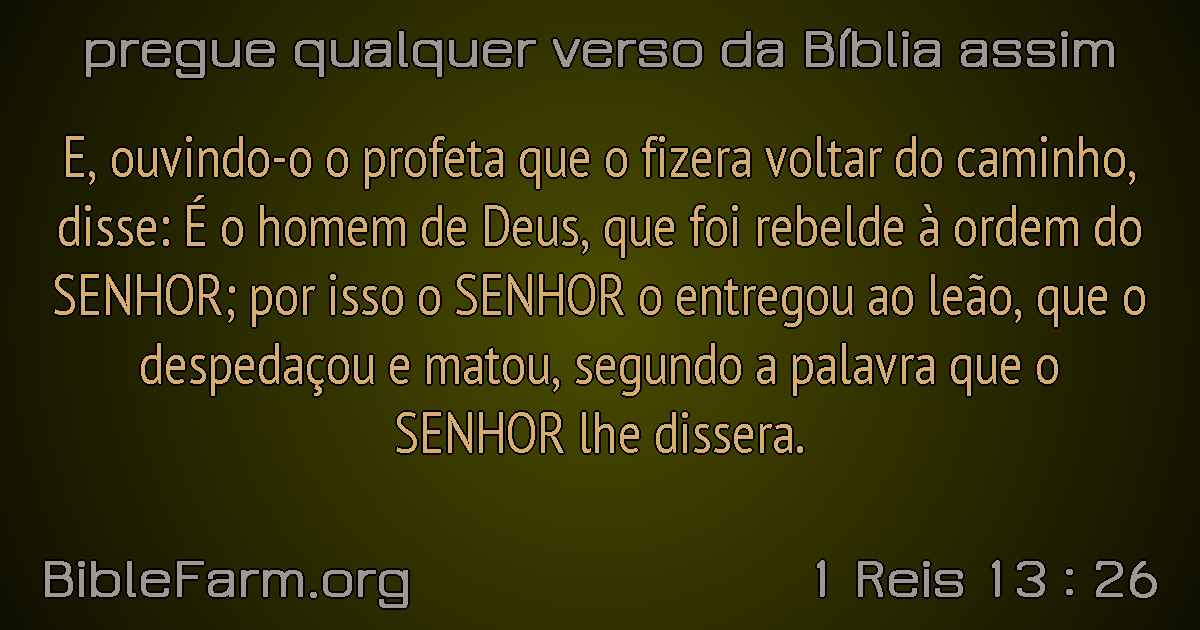 pregue qualquer verso da Bíblia assim
E, ouvindo-o o profeta que o fizera voltar do caminho,
disse: É o homem de Deus, que foi rebelde à ordem do
SENHOR; por isso o SENHOR o entregou ao leão, que o
despedaçou e matou, segundo a palavra que o
SENHOR lhe dissera.
BibleFarm.org
1 Reis 13 : 26